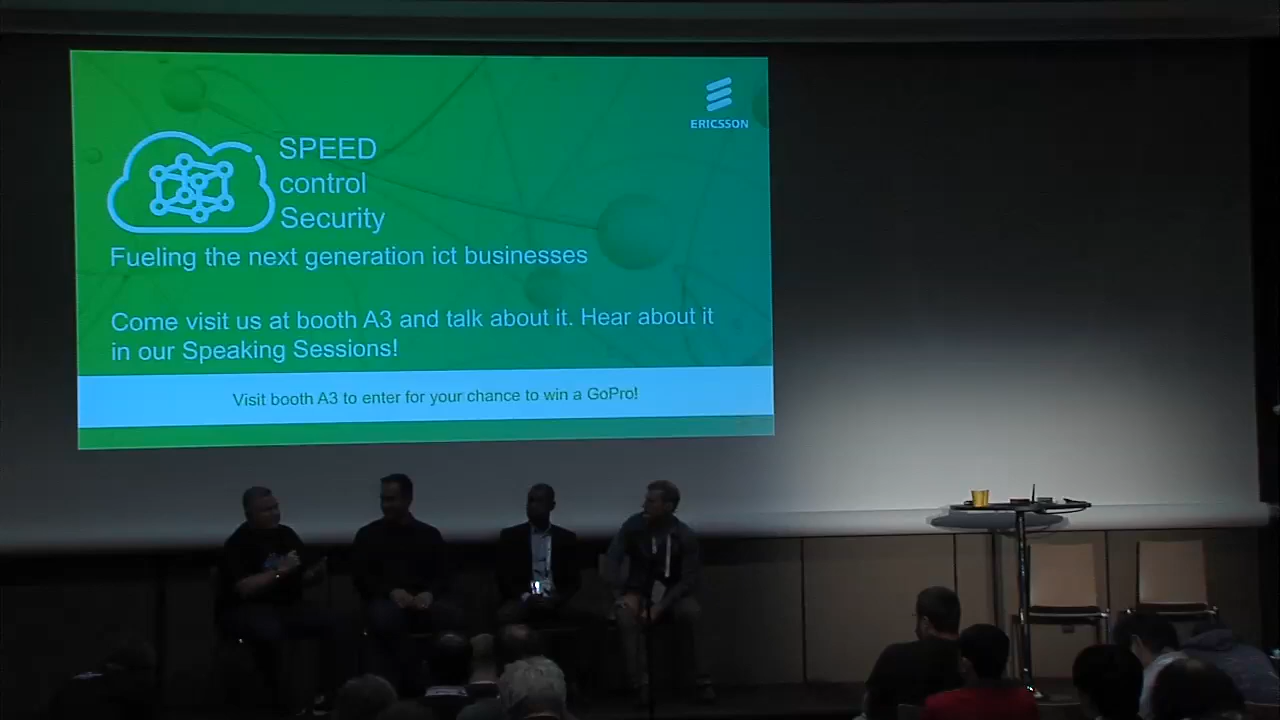 ERICSSON
SPEED
control
Security
Fueling the next generation ict businesses
Come visit us at booth A3 and talk about it. Hear about it
in our Speaking Sessions!
Visit booth A3 to enter for your chance to win a GoPro!